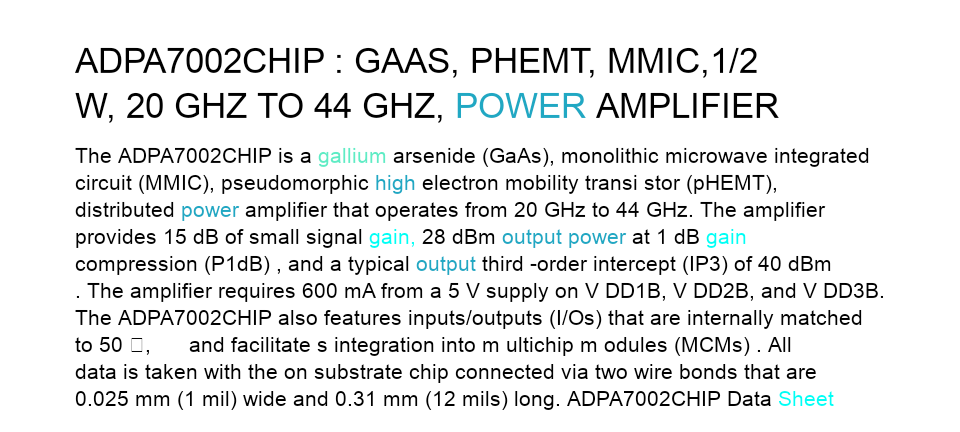 ADPA7002CHIP : GAAS, PHEMT, MMIC,1/2
W, 20 GHZ TO 44 GHZ, POWER AMPLIFIER
The ADPA7002CHIP is a gallium arsenide (GaAs), monolithic microwave integrated
circuit (MMIC), pseudomorphic high electron mobility transi stor (pHEMT),
distributed power amplifier that operates from 20 GHz to 44 GHz. The amplifier
provides 15 dB of small signal gain, 28 dBm output power at 1 dB gain
compression (P1dB) , and a typical output third -order intercept (IP3) of 40 dBm
. The amplifier requires 600 mA from a 5 V supply on V DD1B, V DD2B, and V DD3B.
The ADPA7002CHIP also features inputs/outputs (I/Os) that are internally matched
to 50 , and facilitate s integration into m ultichip m odules (MCMs) . All
data is taken with the on substrate chip connected via two wire bonds that are
0.025 mm (1 mil) wide and 0.31 mm (12 mils) long. ADPA7002CHIP Data Sheet